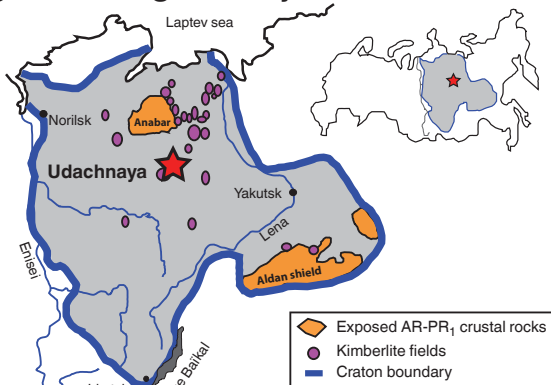 Laptev sea
Norilsk
Anabar
Udachnaya
Yakutsk
Lena
Enisei
Aldan shield
Baïkal
Exposed AR-PR₁ crustal rocks
Kimberlite fields
Craton boundary